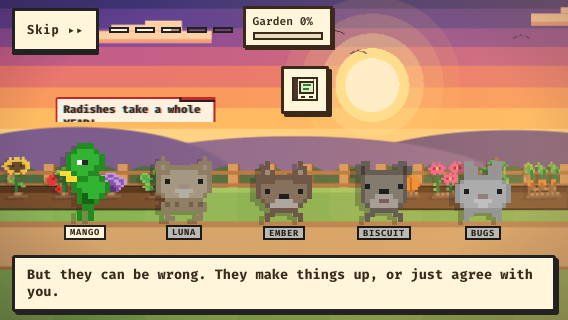 Skip ▸▸
Garden 0%
Radishes take a whole
YEAR!
MANGO
LUNA
EMBER
BISCUIT
BUGS
But they can be wrong. They make things up, or just agree with
you.